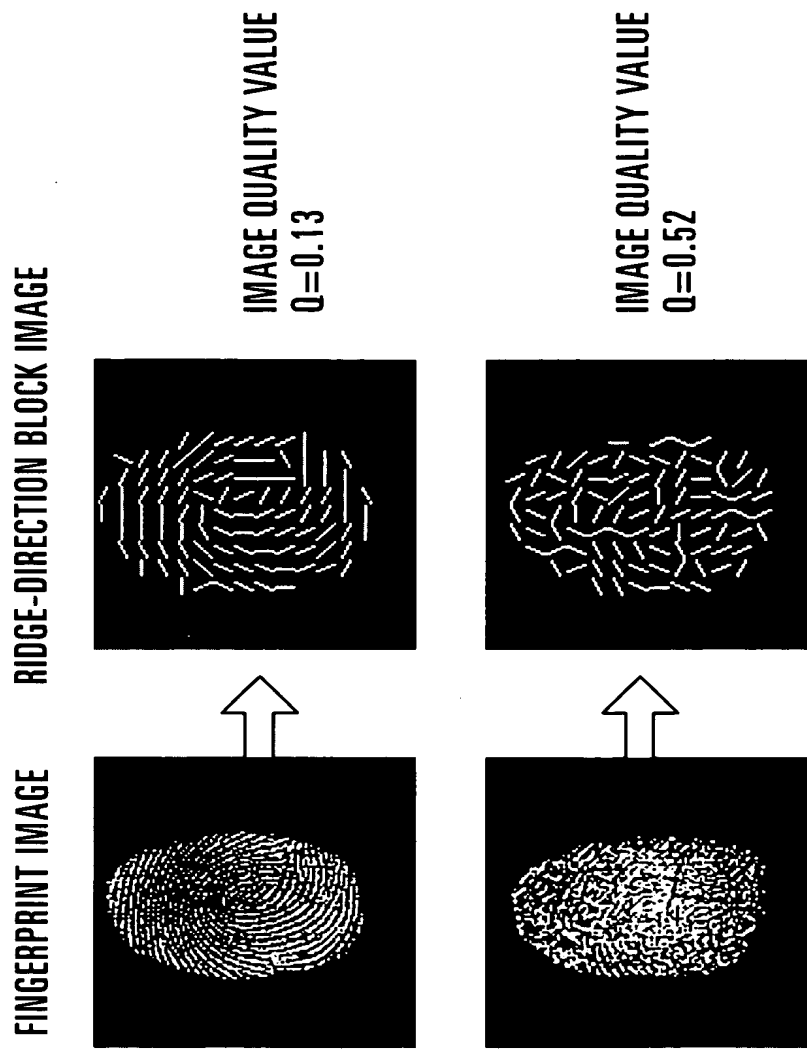 FINGERPRINT IMAGE
RIDGE-DIRECTION BLOCK IMAGE
IMAGE QUALITY VALUE
Q=0.13
IMAGE QUALITY VALUE
Q=0.52